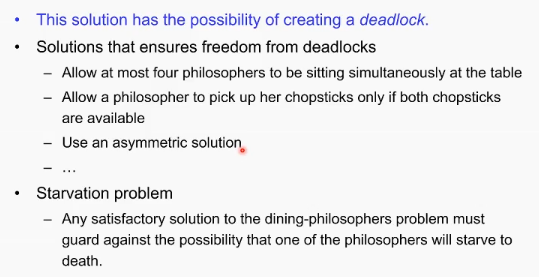 • This solution has the possibility of creating a deadlock.
• Solutions that ensures freedom from deadlocks
– Allow at most four philosophers to be sitting simultaneously at the table
– Allow a philosopher to pick up her chopsticks only if both chopsticks
are available
– Use an asymmetric solution
– ...
• Starvation problem
– Any satisfactory solution to the dining-philosophers problem must
guard against the possibility that one of the philosophers will starve to
death.